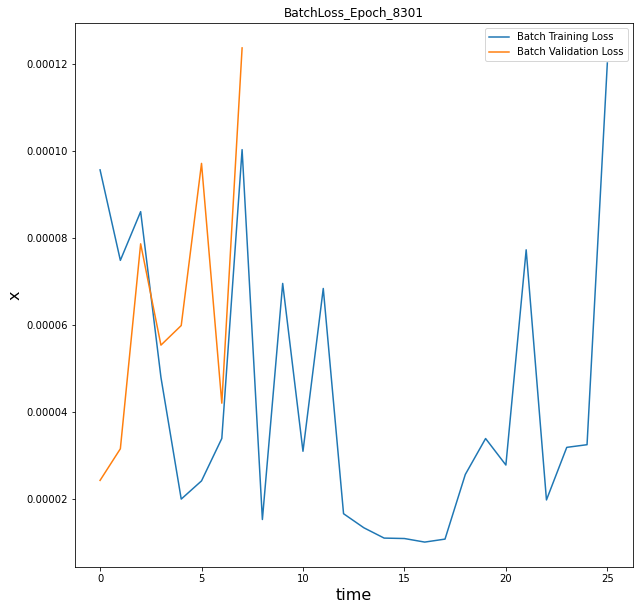 BatchLoss_Epoch_8301
Batch Training Loss
Batch Validation Loss
0.00012
0.00010
0.00008
0.00006
0.00004
0.00002
x
0 5 10 15 20 25
time